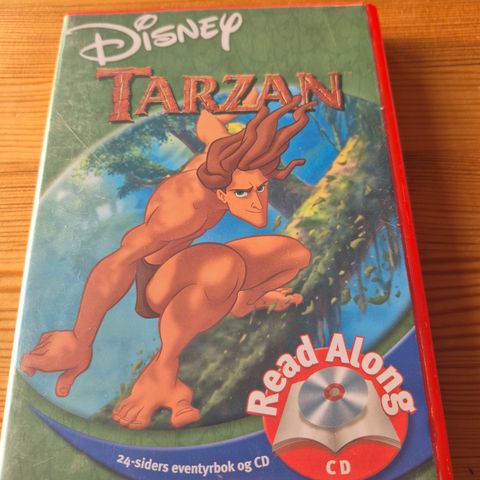 Disney
TARZAN
Read Along
CD
24-siders eventyrbok og CD